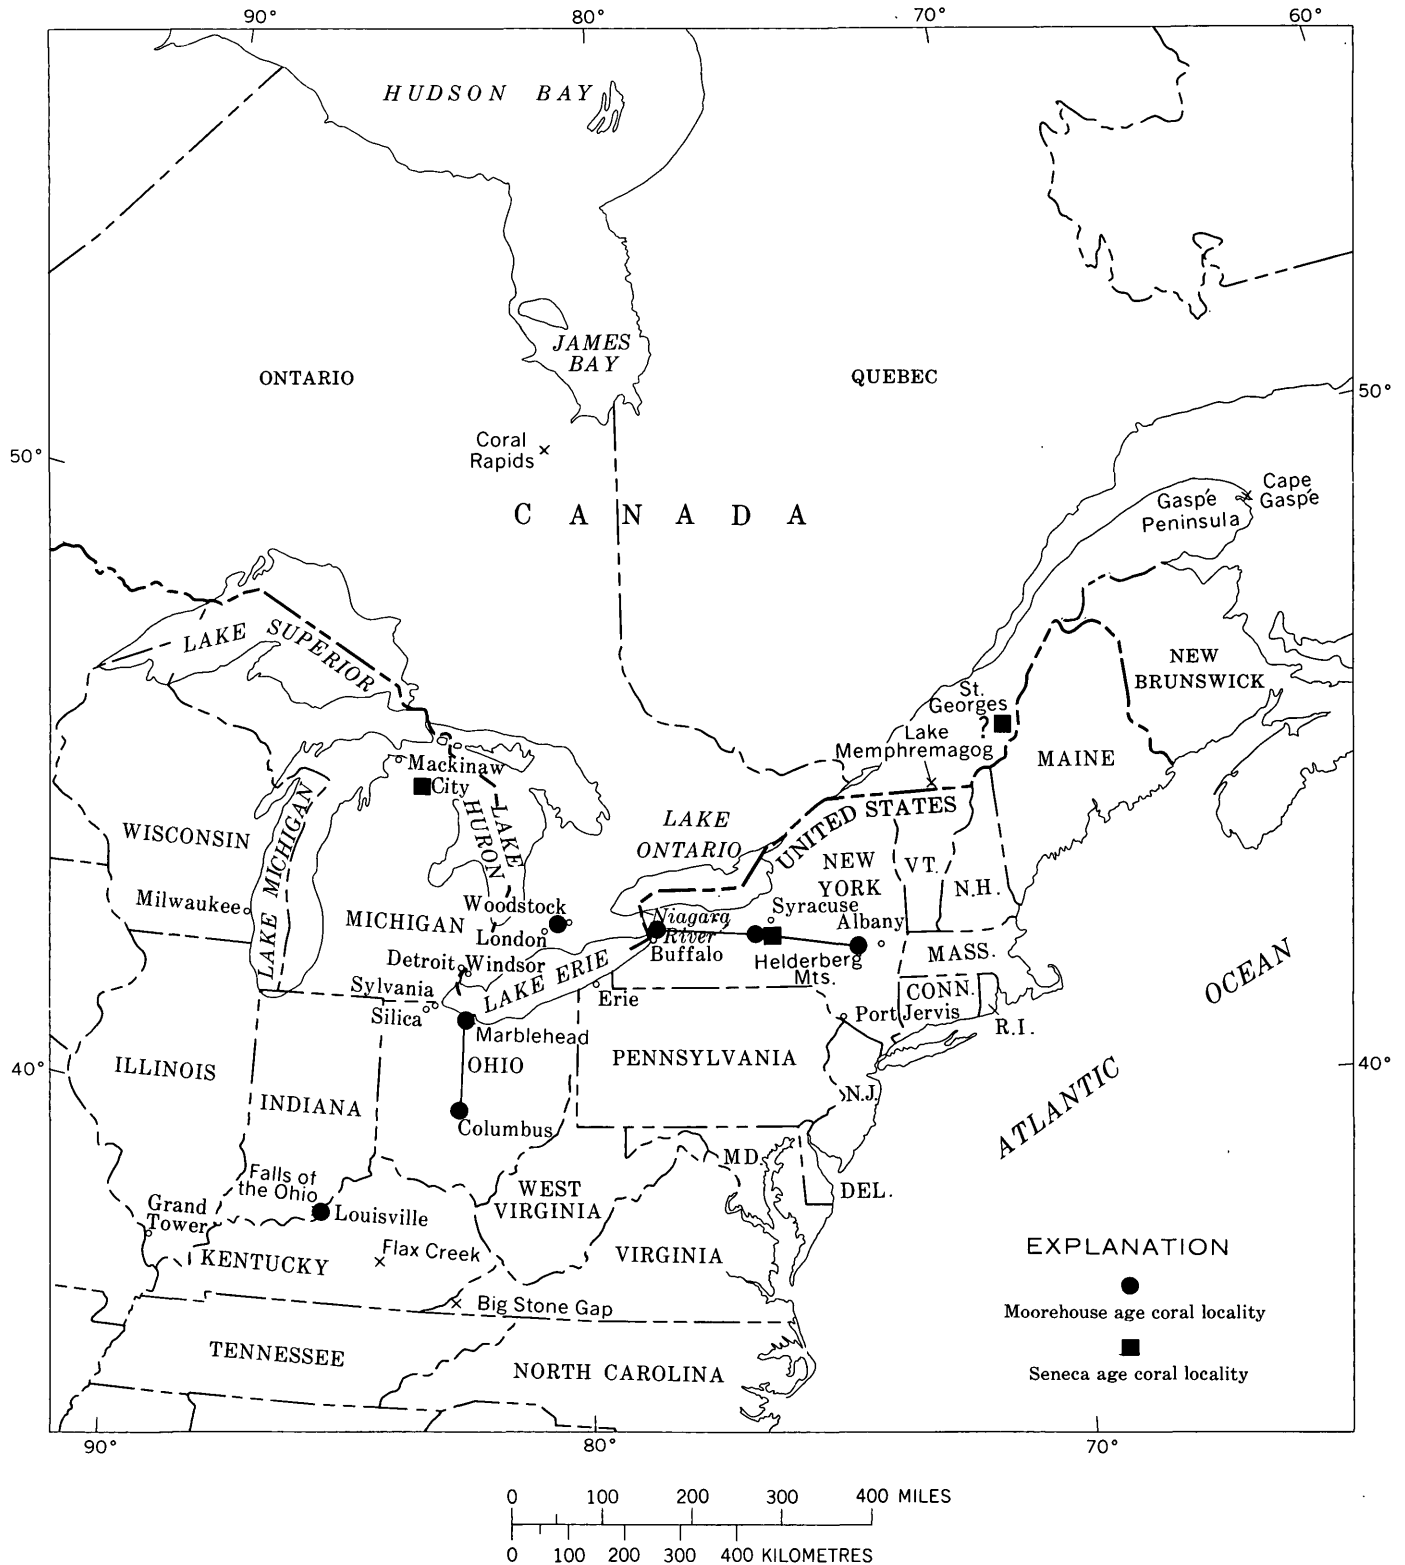 90°
80°
70°
60°
HUDSON BAY
JAMES
BAY
ONTARIO
QUEBEC
50°
50°
Coral
Rapids
CANADA
Cape
Gaspé
Gaspé
Peninsula
LAKE SUPERIOR
NEW
BRUNSWICK
St.
Georges
?
Lake
Memphremagog
MAINE
Mackinaw
City
LAKE
HURON
LAKE MICHIGAN
UNITED STATES
LAKE
ONTARIO
WISCONSIN
NEW
YORK
VT.
N.H.
Milwaukee
MICHIGAN
Woodstock
London
Niagara
River
Buffalo
Syracuse
Albany
Helderberg
Mts.
MASS.
Detroit
Windsor
LAKE ERIE
Sylvania
Silica
Erie
CONN.
Port Jervis
R.I.
OCEAN
Marblehead
OHIO
PENNSYLVANIA
ILLINOIS
40°
40°
INDIANA
N.J.
ATLANTIC
Columbus
MD.
Falls of
the Ohio
WEST
VIRGINIA
DEL.
Grand
Tower
Louisville
KENTUCKY
Flax Creek
VIRGINIA
Big Stone Gap
TENNESSEE
NORTH CAROLINA
EXPLANATION
Moorehouse age coral locality
Seneca age coral locality
90°
80°
70°
0 100 200 300 400 MILES
0 100 200 300 400 KILOMETRES